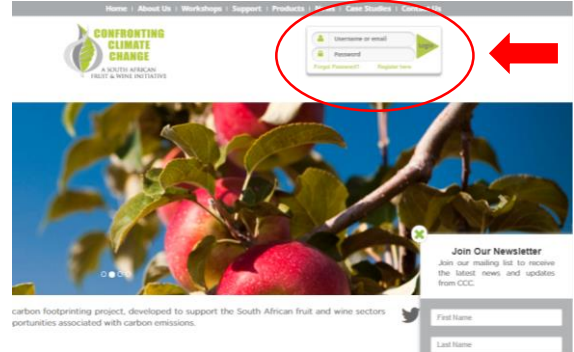 Home | About Us | Workshops | Support | Products | News | Case Studies | Contact Us
CONFRONTING
CLIMATE
CHANGE
A SOUTH AFRICAN
FRUIT & WINE INITIATIVE
Username or email
Password
login
Forgot Password?
Register here
Join Our Newsletter
Join our mailing list to receive
the latest news and updates
from CCC.
carbon footprinting project, developed to support the South African fruit and wine sectors
portunities associated with carbon emissions.
First Name
Last Name